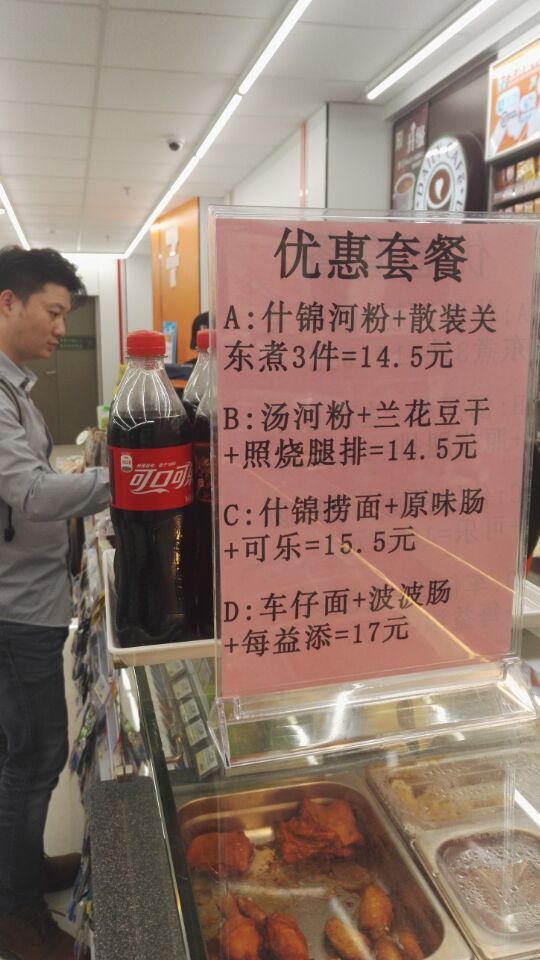 优惠套餐
A:什锦河粉+散装关
东煮3件=14.5元
B:汤河粉+兰花豆干
+照烧腿排=14.5元
C:什锦捞面+原味肠
+可乐=15.5元
D:车仔面+波波肠
+每益添=17元
可口可乐
DAILY CAFE